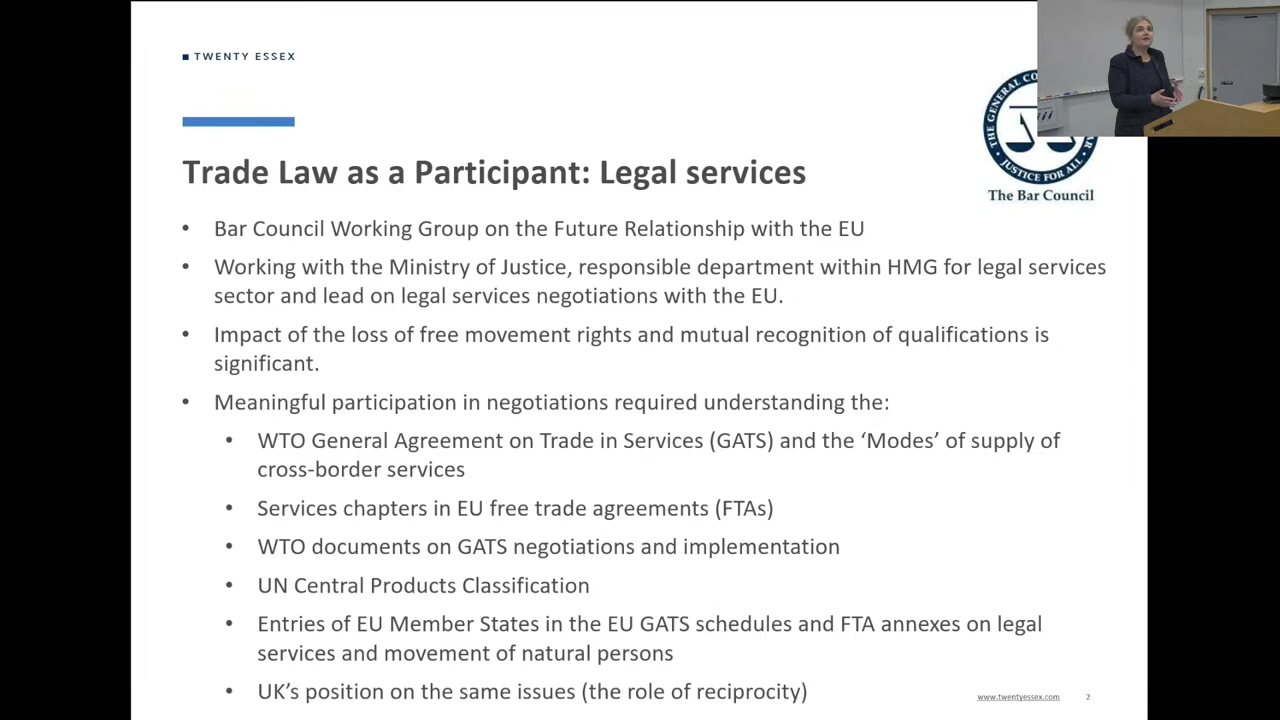 TWENTY ESSEX
Trade Law as a Participant: Legal services
THE GENERAL CO
BAR
JUSTICE FOR ALL
The Bar Council
• Bar Council Working Group on the Future Relationship with the EU
• Working with the Ministry of Justice, responsible department within HMG for legal services
sector and lead on legal services negotiations with the EU.
• Impact of the loss of free movement rights and mutual recognition of qualifications is
significant.
• Meaningful participation in negotiations required understanding the:
• WTO General Agreement on Trade in Services (GATS) and the ‘Modes’ of supply of
cross-border services
• Services chapters in EU free trade agreements (FTAs)
• WTO documents on GATS negotiations and implementation
• UN Central Products Classification
• Entries of EU Member States in the EU GATS schedules and FTA annexes on legal
services and movement of natural persons
• UK’s position on the same issues (the role of reciprocity)
www.twentyessex.com 2